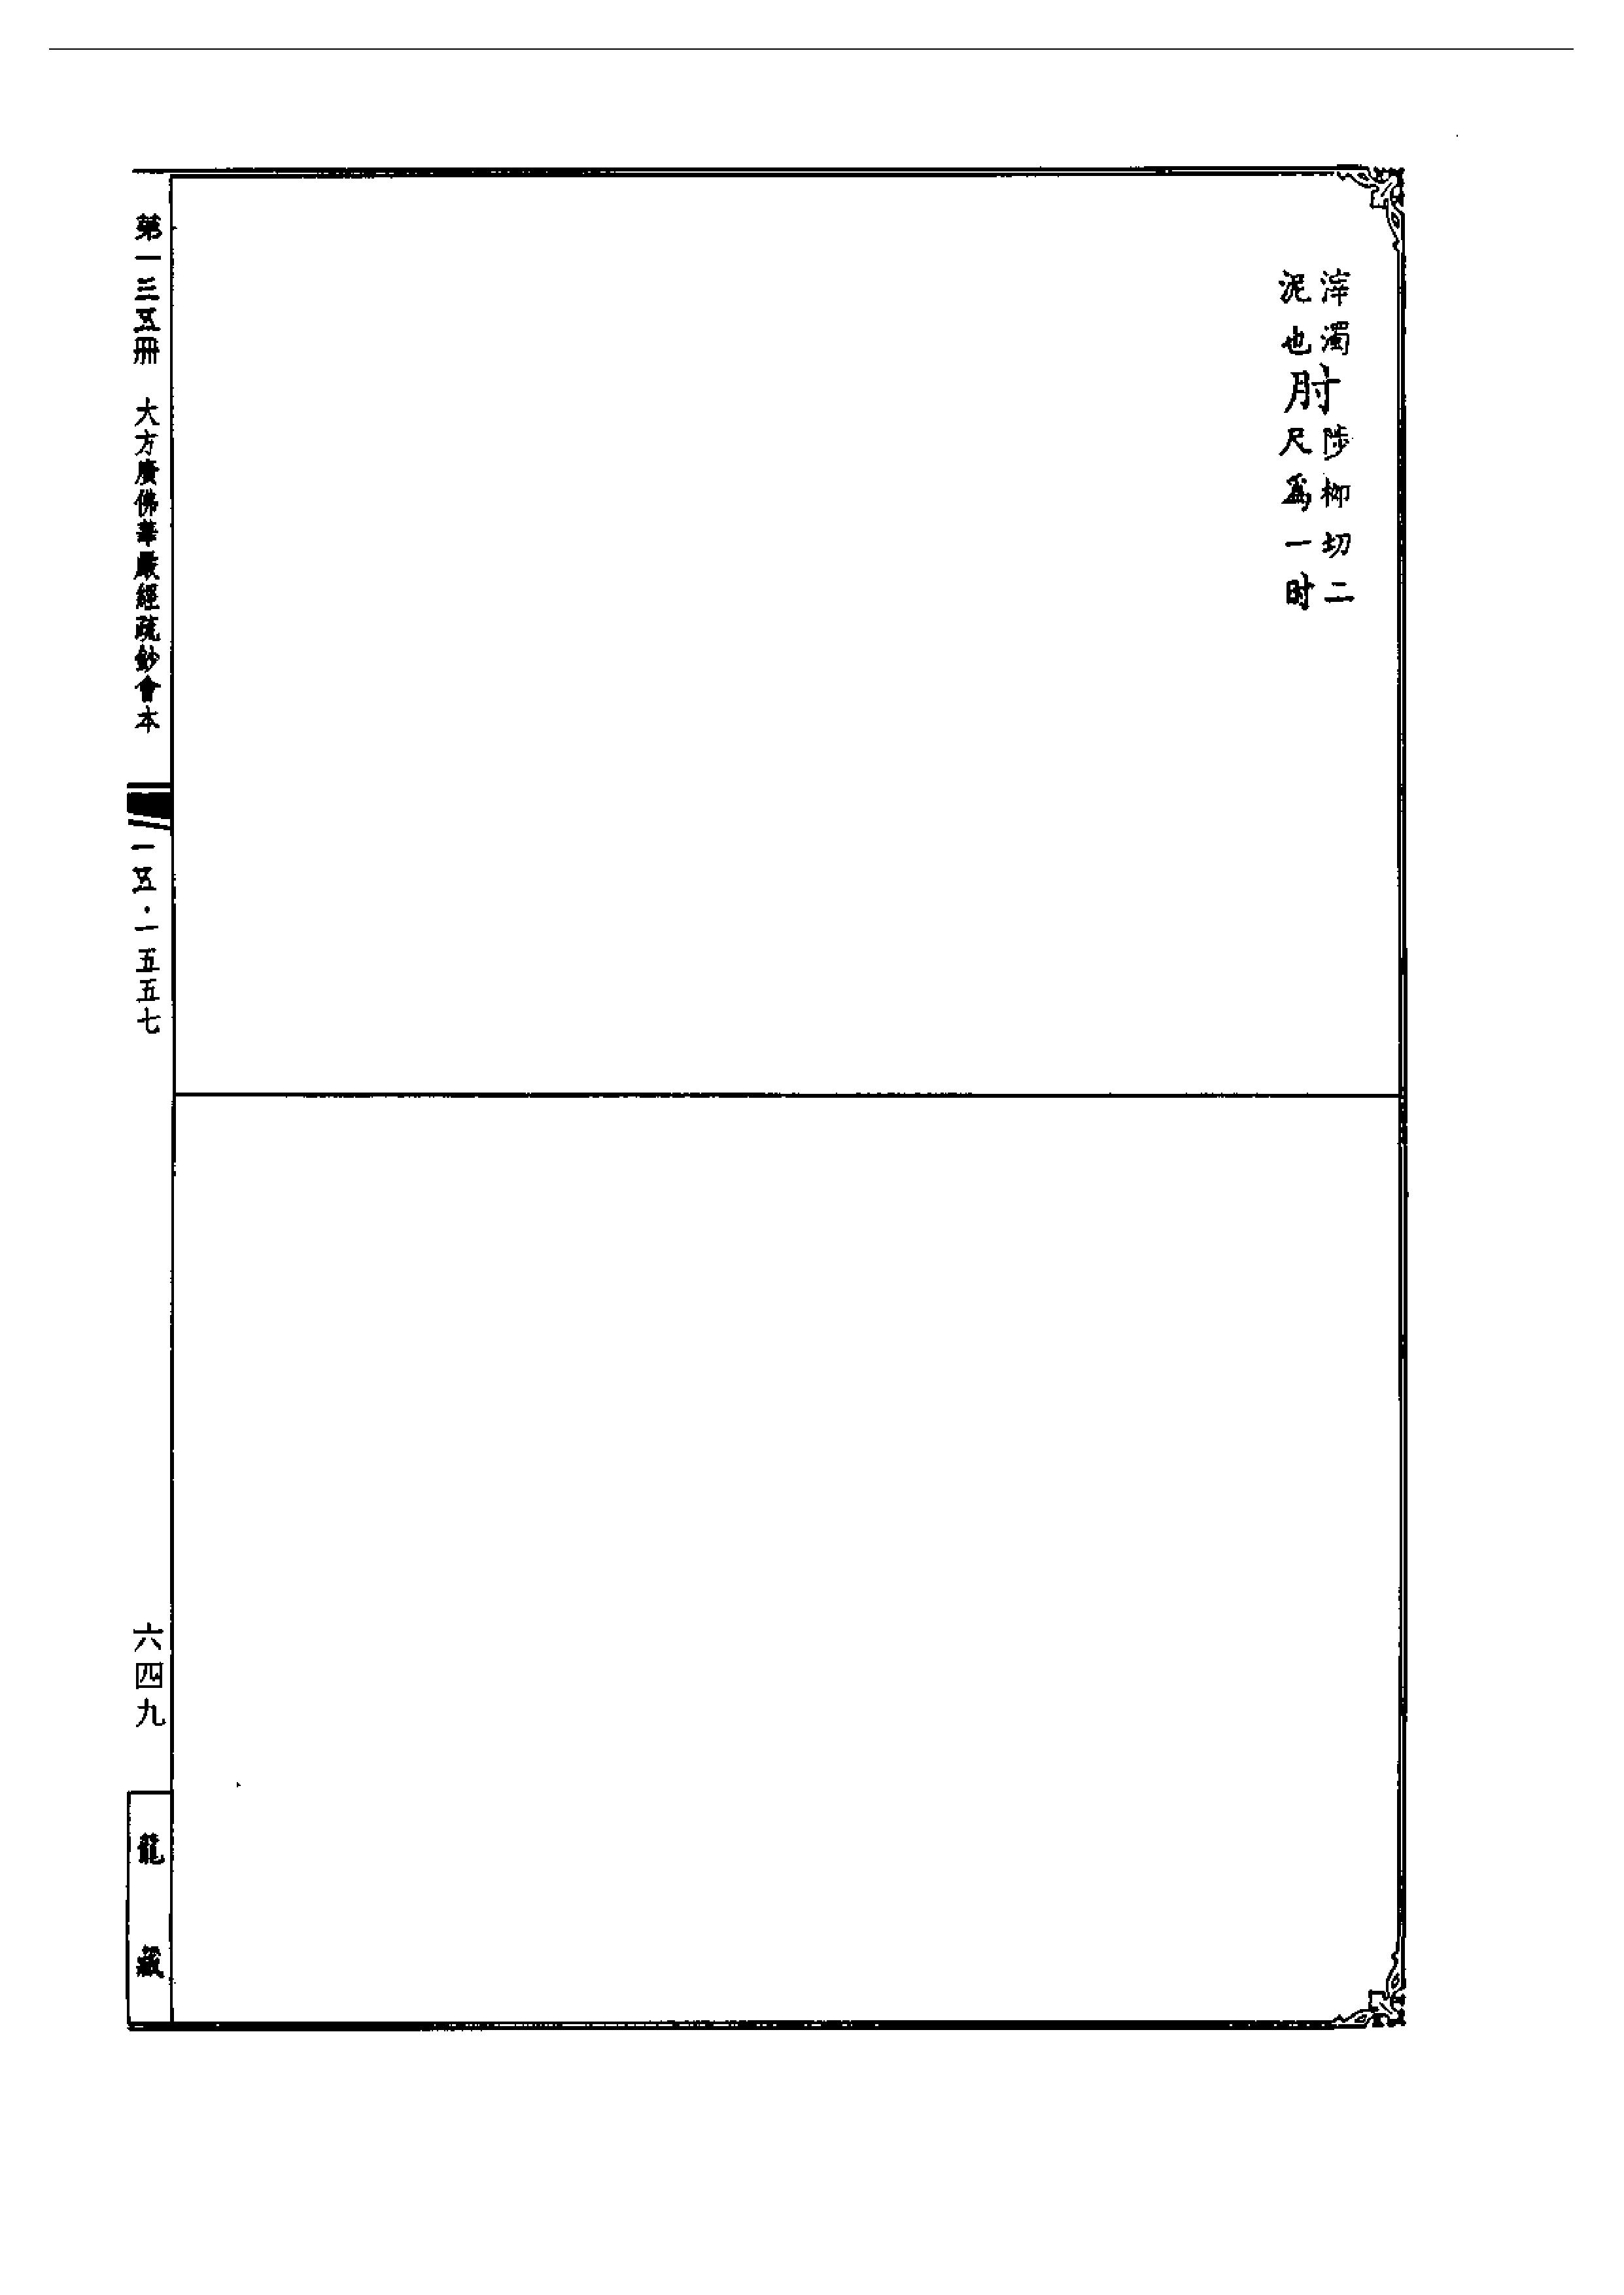 滓濁
泥也
肘
陟柳切二
尺爲一肘
第一三五冊 大方廣佛華嚴經疏鈔會本
一五·一五五七
六四九
龍藏